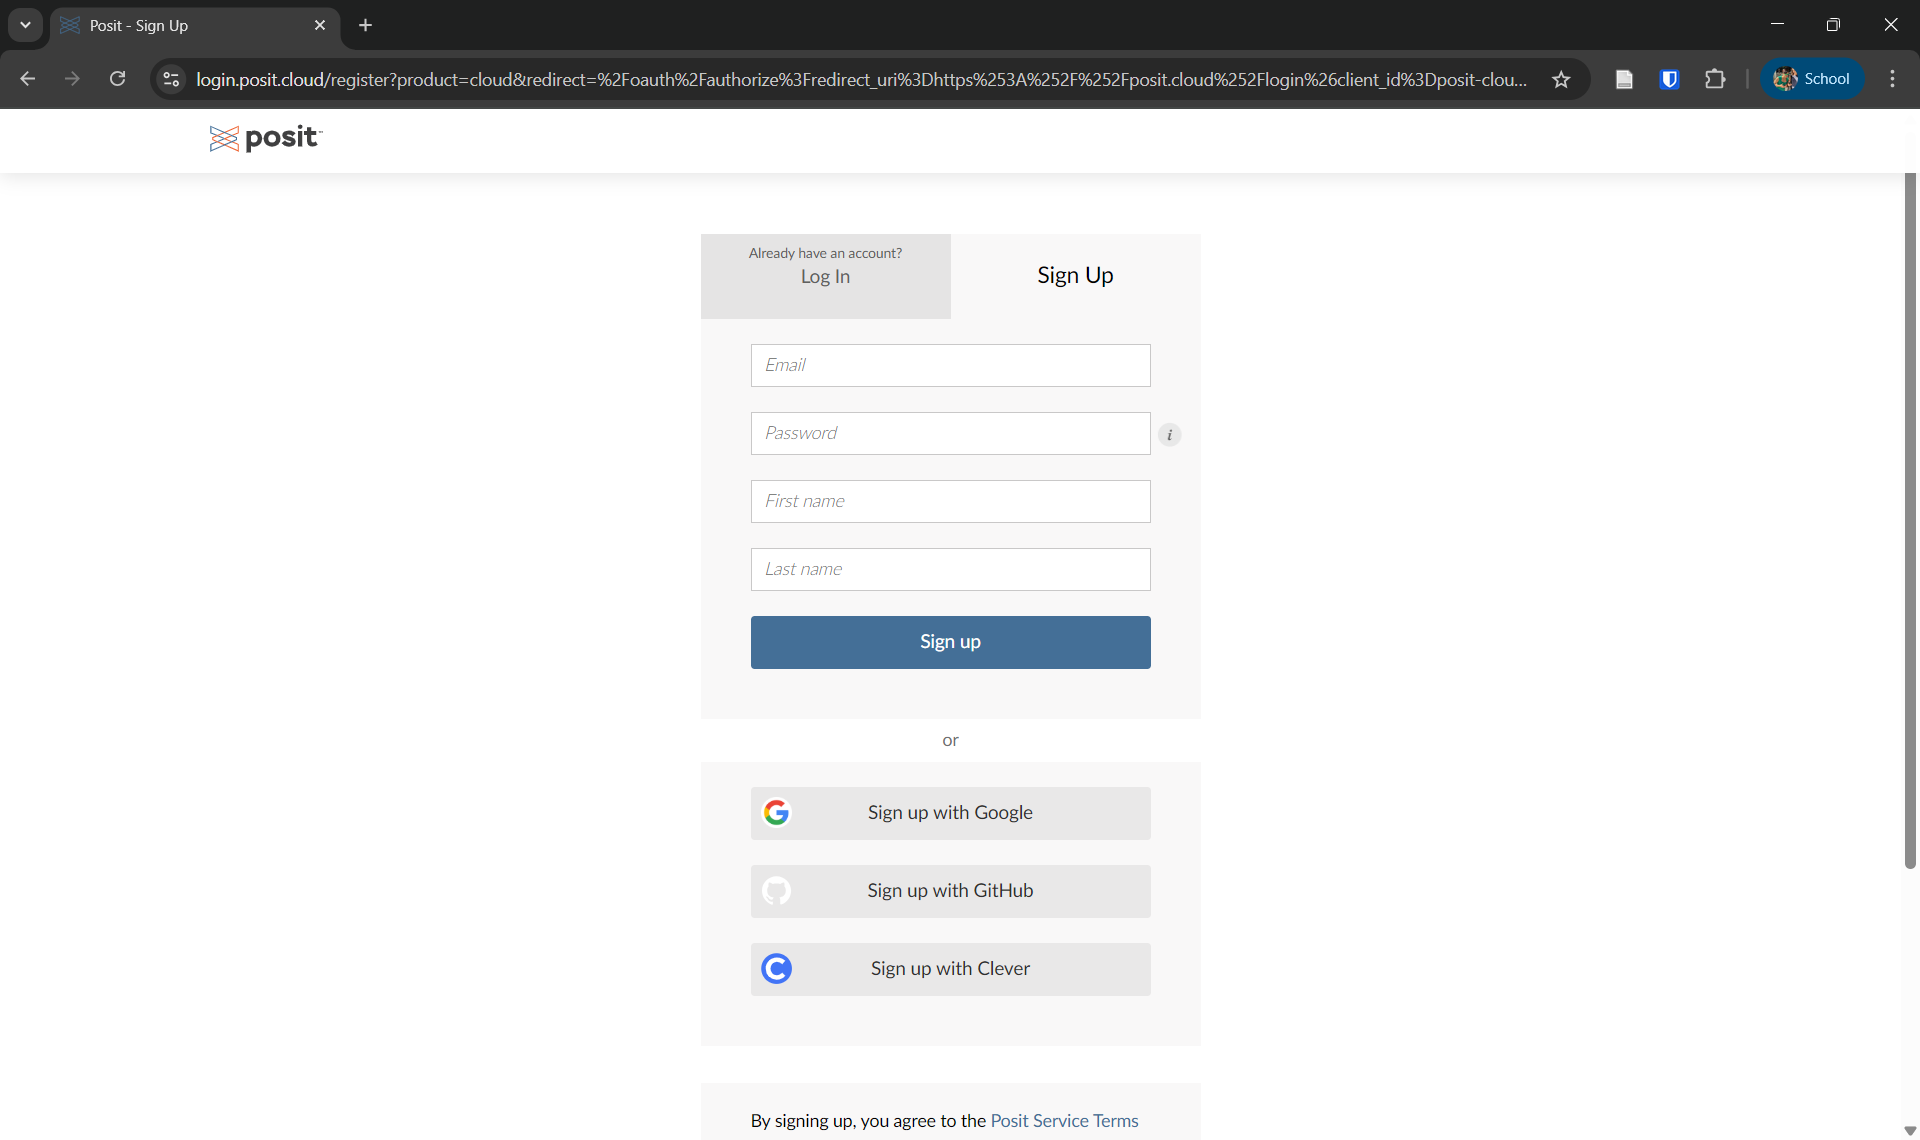 Posit - Sign Up
login.posit.cloud/register?product=cloud&redirect=%2Foauth%2Fauthorize%3Fredirect_uri%3Dhttps%253A%252F%252Fposit.cloud%252Flogin%26client_id%3Dposit-clou...
School
posit™
Already have an account?
Log In
Sign Up
Email
Password
i
First name
Last name
Sign up
or
Sign up with Google
Sign up with GitHub
Sign up with Clever
By signing up, you agree to the Posit Service Terms